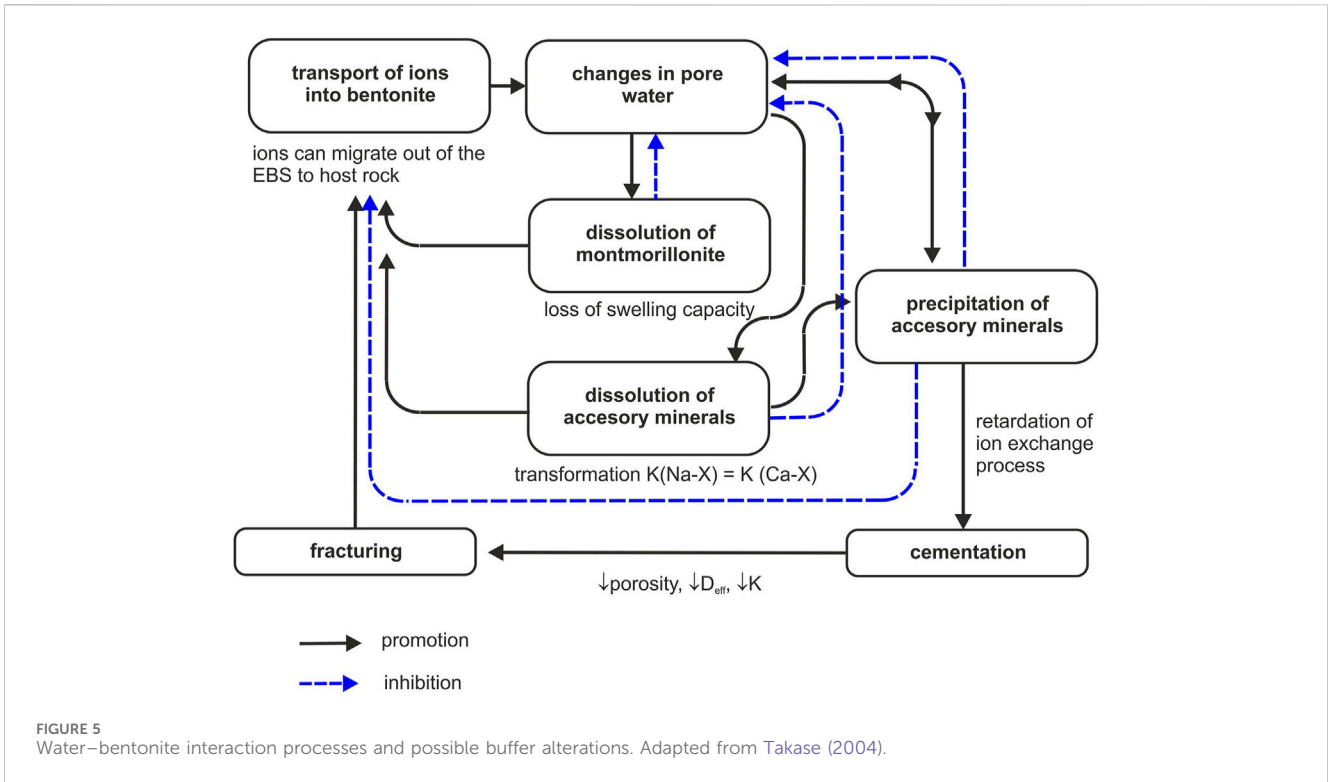 transport of ions
into bentonite
changes in pore
water
ions can migrate out of the
EBS to host rock
dissolution of
montmorillonite
loss of swelling capacity
precipitation of
accesory minerals
dissolution of
accesory minerals
retardation of
ion exchange
process
transformation K(Na-X) = K (Ca-X)
fracturing
cementation
↓porosity, ↓Deff, ↓K
promotion
inhibition
FIGURE 5
Water–bentonite interaction processes and possible buffer alterations. Adapted from Takase (2004).